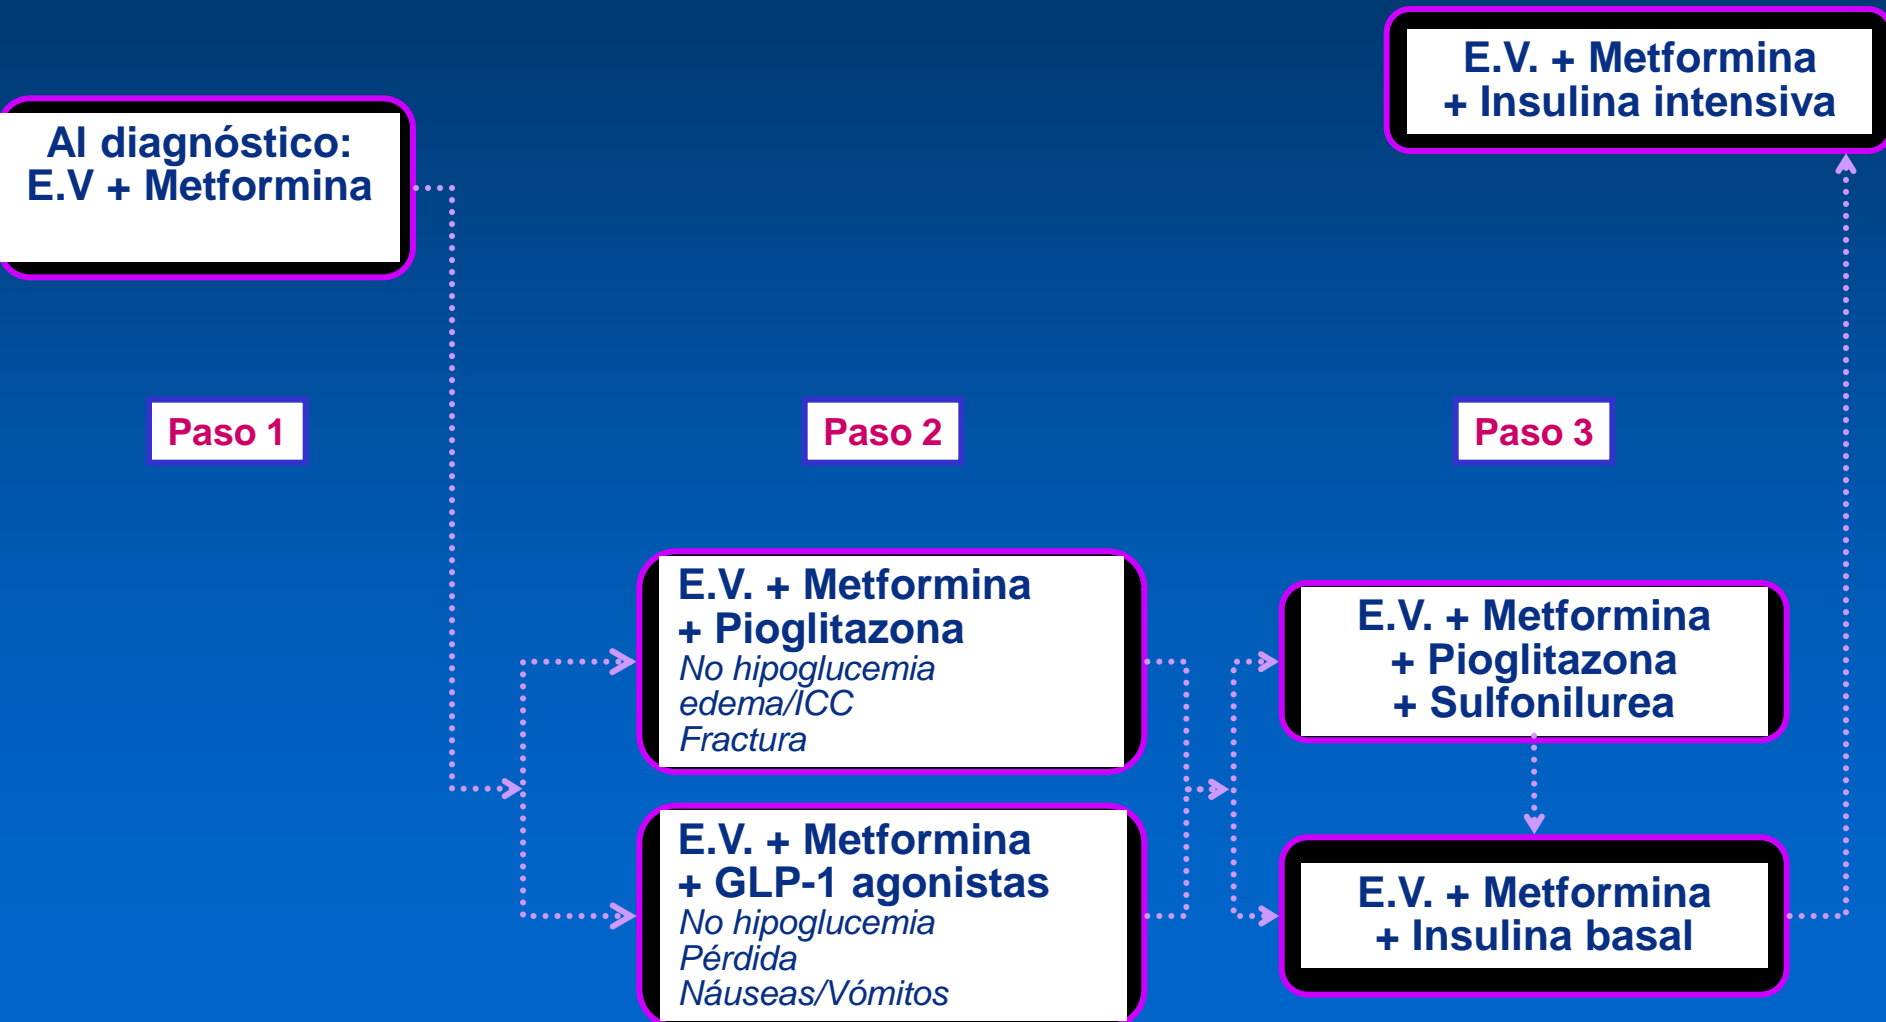 Al diagnóstico:
E.V + Metformina
E.V. + Metformina
+ Insulina intensiva
Paso 1
Paso 2
Paso 3
E.V. + Metformina
+ Pioglitazona
No hipoglucemia
edema/ICC
Fractura
E.V. + Metformina
+ GLP-1 agonistas
No hipoglucemia
Pérdida
Náuseas/Vómitos
E.V. + Metformina
+ Pioglitazona
+ Sulfonilurea
E.V. + Metformina
+ Insulina basal